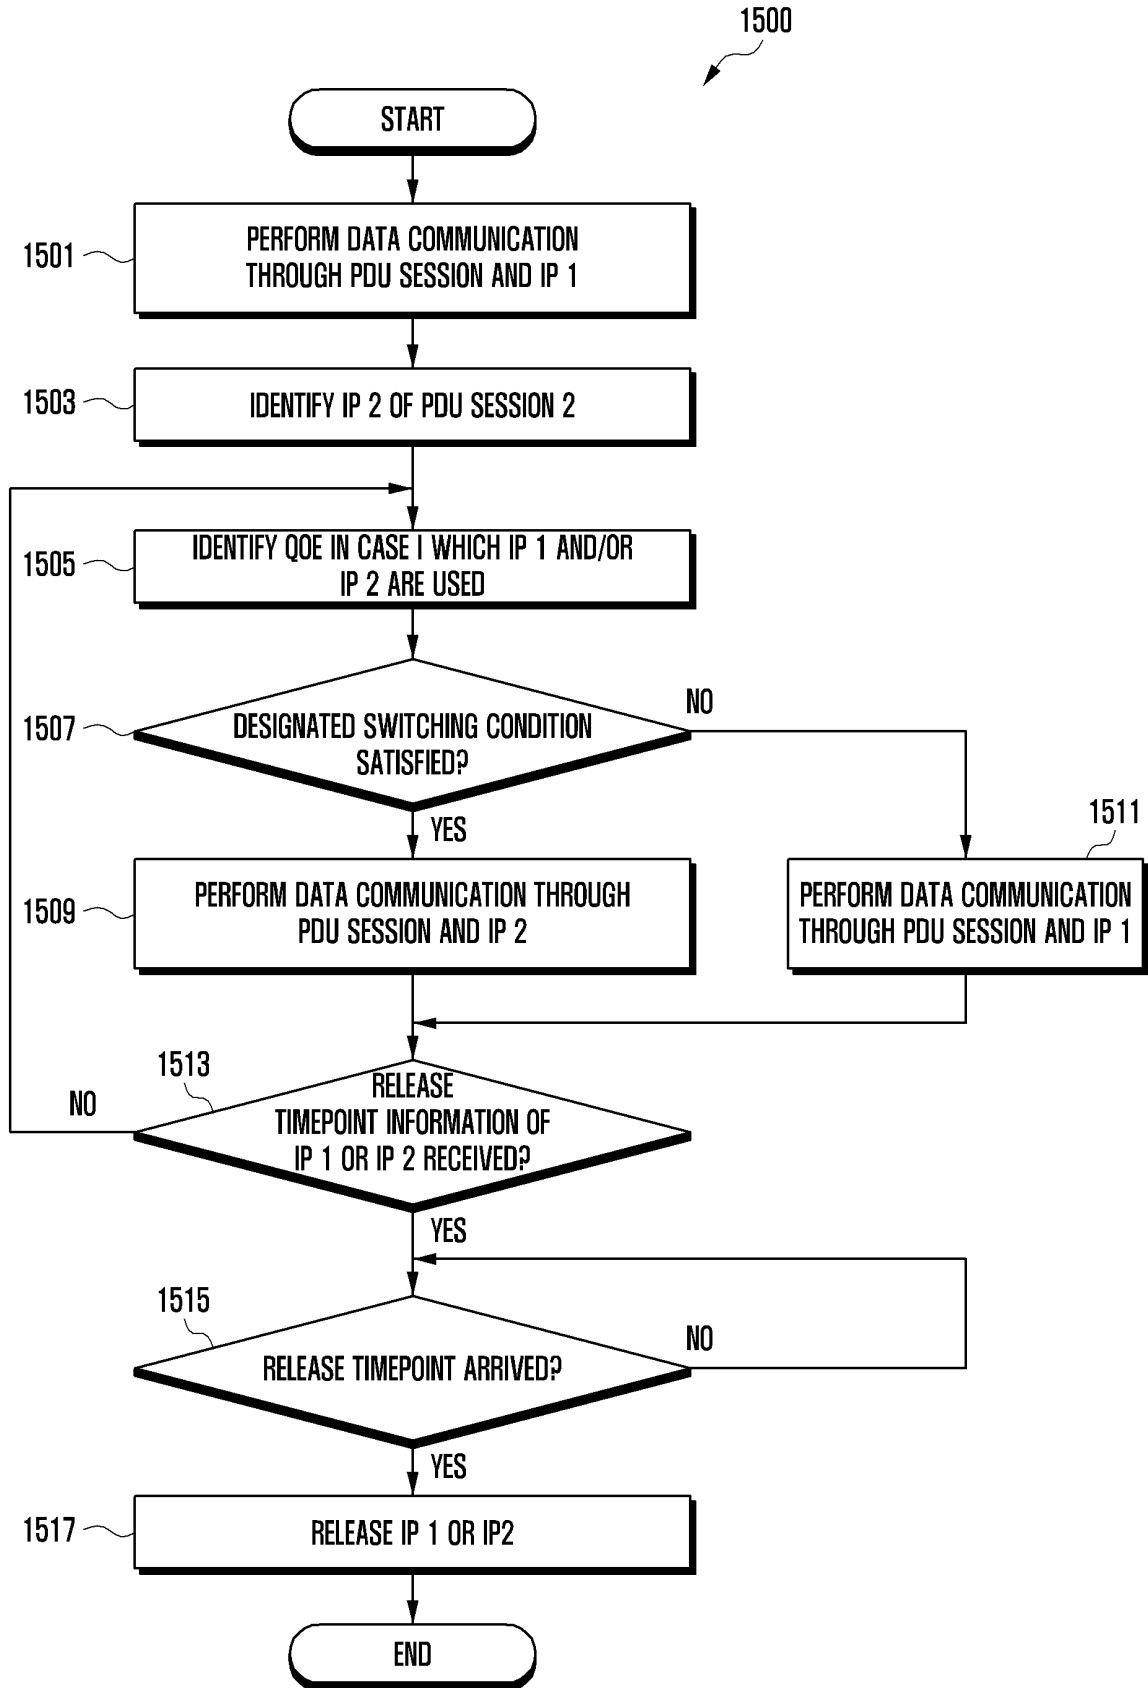 1500
START
1501
PERFORM DATA COMMUNICATION
THROUGH PDU SESSION AND IP 1
1503
IDENTIFY IP 2 OF PDU SESSION 2
1505
IDENTIFY QOE IN CASE I WHICH IP 1 AND/OR
IP 2 ARE USED
1507
DESIGNATED SWITCHING CONDITION
SATISFIED?
NO
YES
1509
PERFORM DATA COMMUNICATION THROUGH
PDU SESSION AND IP 2
1511
PERFORM DATA COMMUNICATION
THROUGH PDU SESSION AND IP 1
1513
NO
RELEASE
TIMEPOINT INFORMATION OF
IP 1 OR IP 2 RECEIVED?
YES
1515
RELEASE TIMEPOINT ARRIVED?
NO
YES
1517
RELEASE IP 1 OR IP2
END